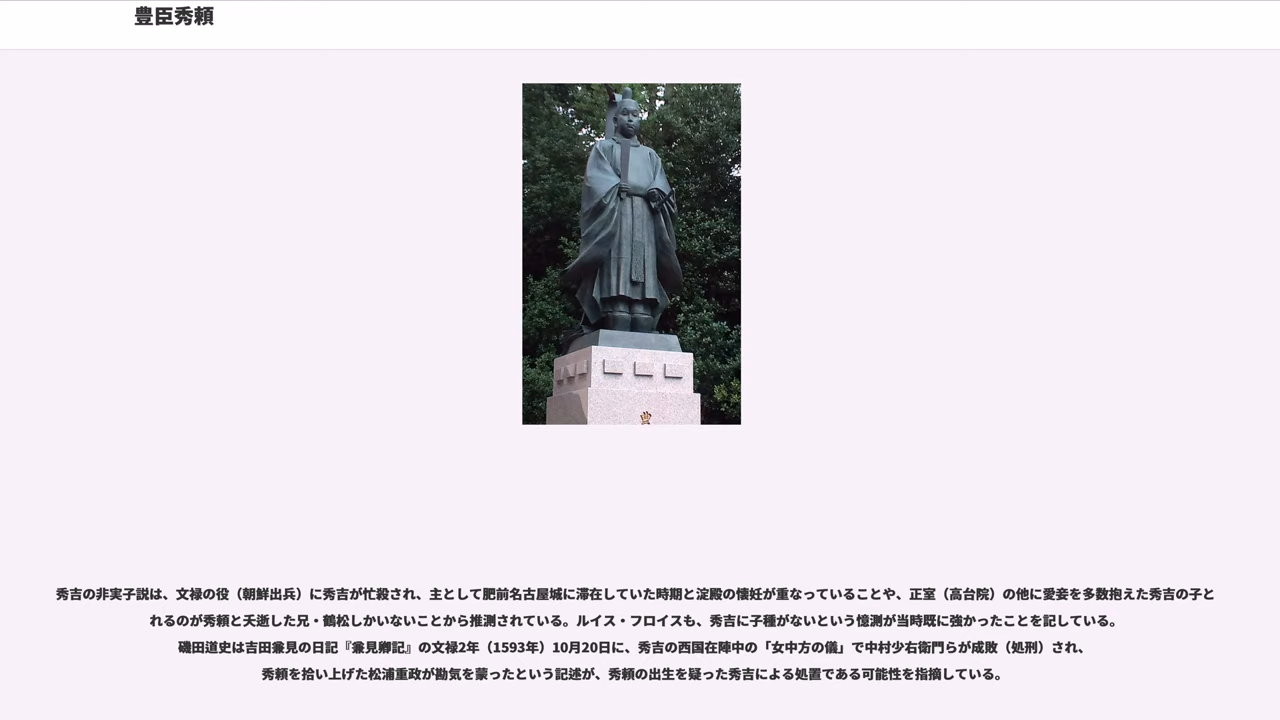 豊臣秀頼
秀吉の非実子説は、文禄の役（朝鮮出兵）に秀吉が忙殺され、主として肥前名古屋城に滞在していた時期と淀殿の懐妊が重なっていることや、正室（高台院）の他に愛妾を多数抱えた秀吉の子と
れるのが秀頼と夭逝した兄・鶴松しかいないことから推測されている。ルイス・フロイスも、秀吉に子種がないという憶測が当時既に強かったことを記している。
磯田道史は吉田兼見の日記『兼見卿記』の文禄2年（1593年）10月20日に、秀吉の西国在陣中の「女中方の儀」で中村少右衛門らが成敗（処刑）され、
秀頼を拾い上げた松浦重政が勘気を蒙ったという記述が、秀頼の出生を疑った秀吉による処置である可能性を指摘している。